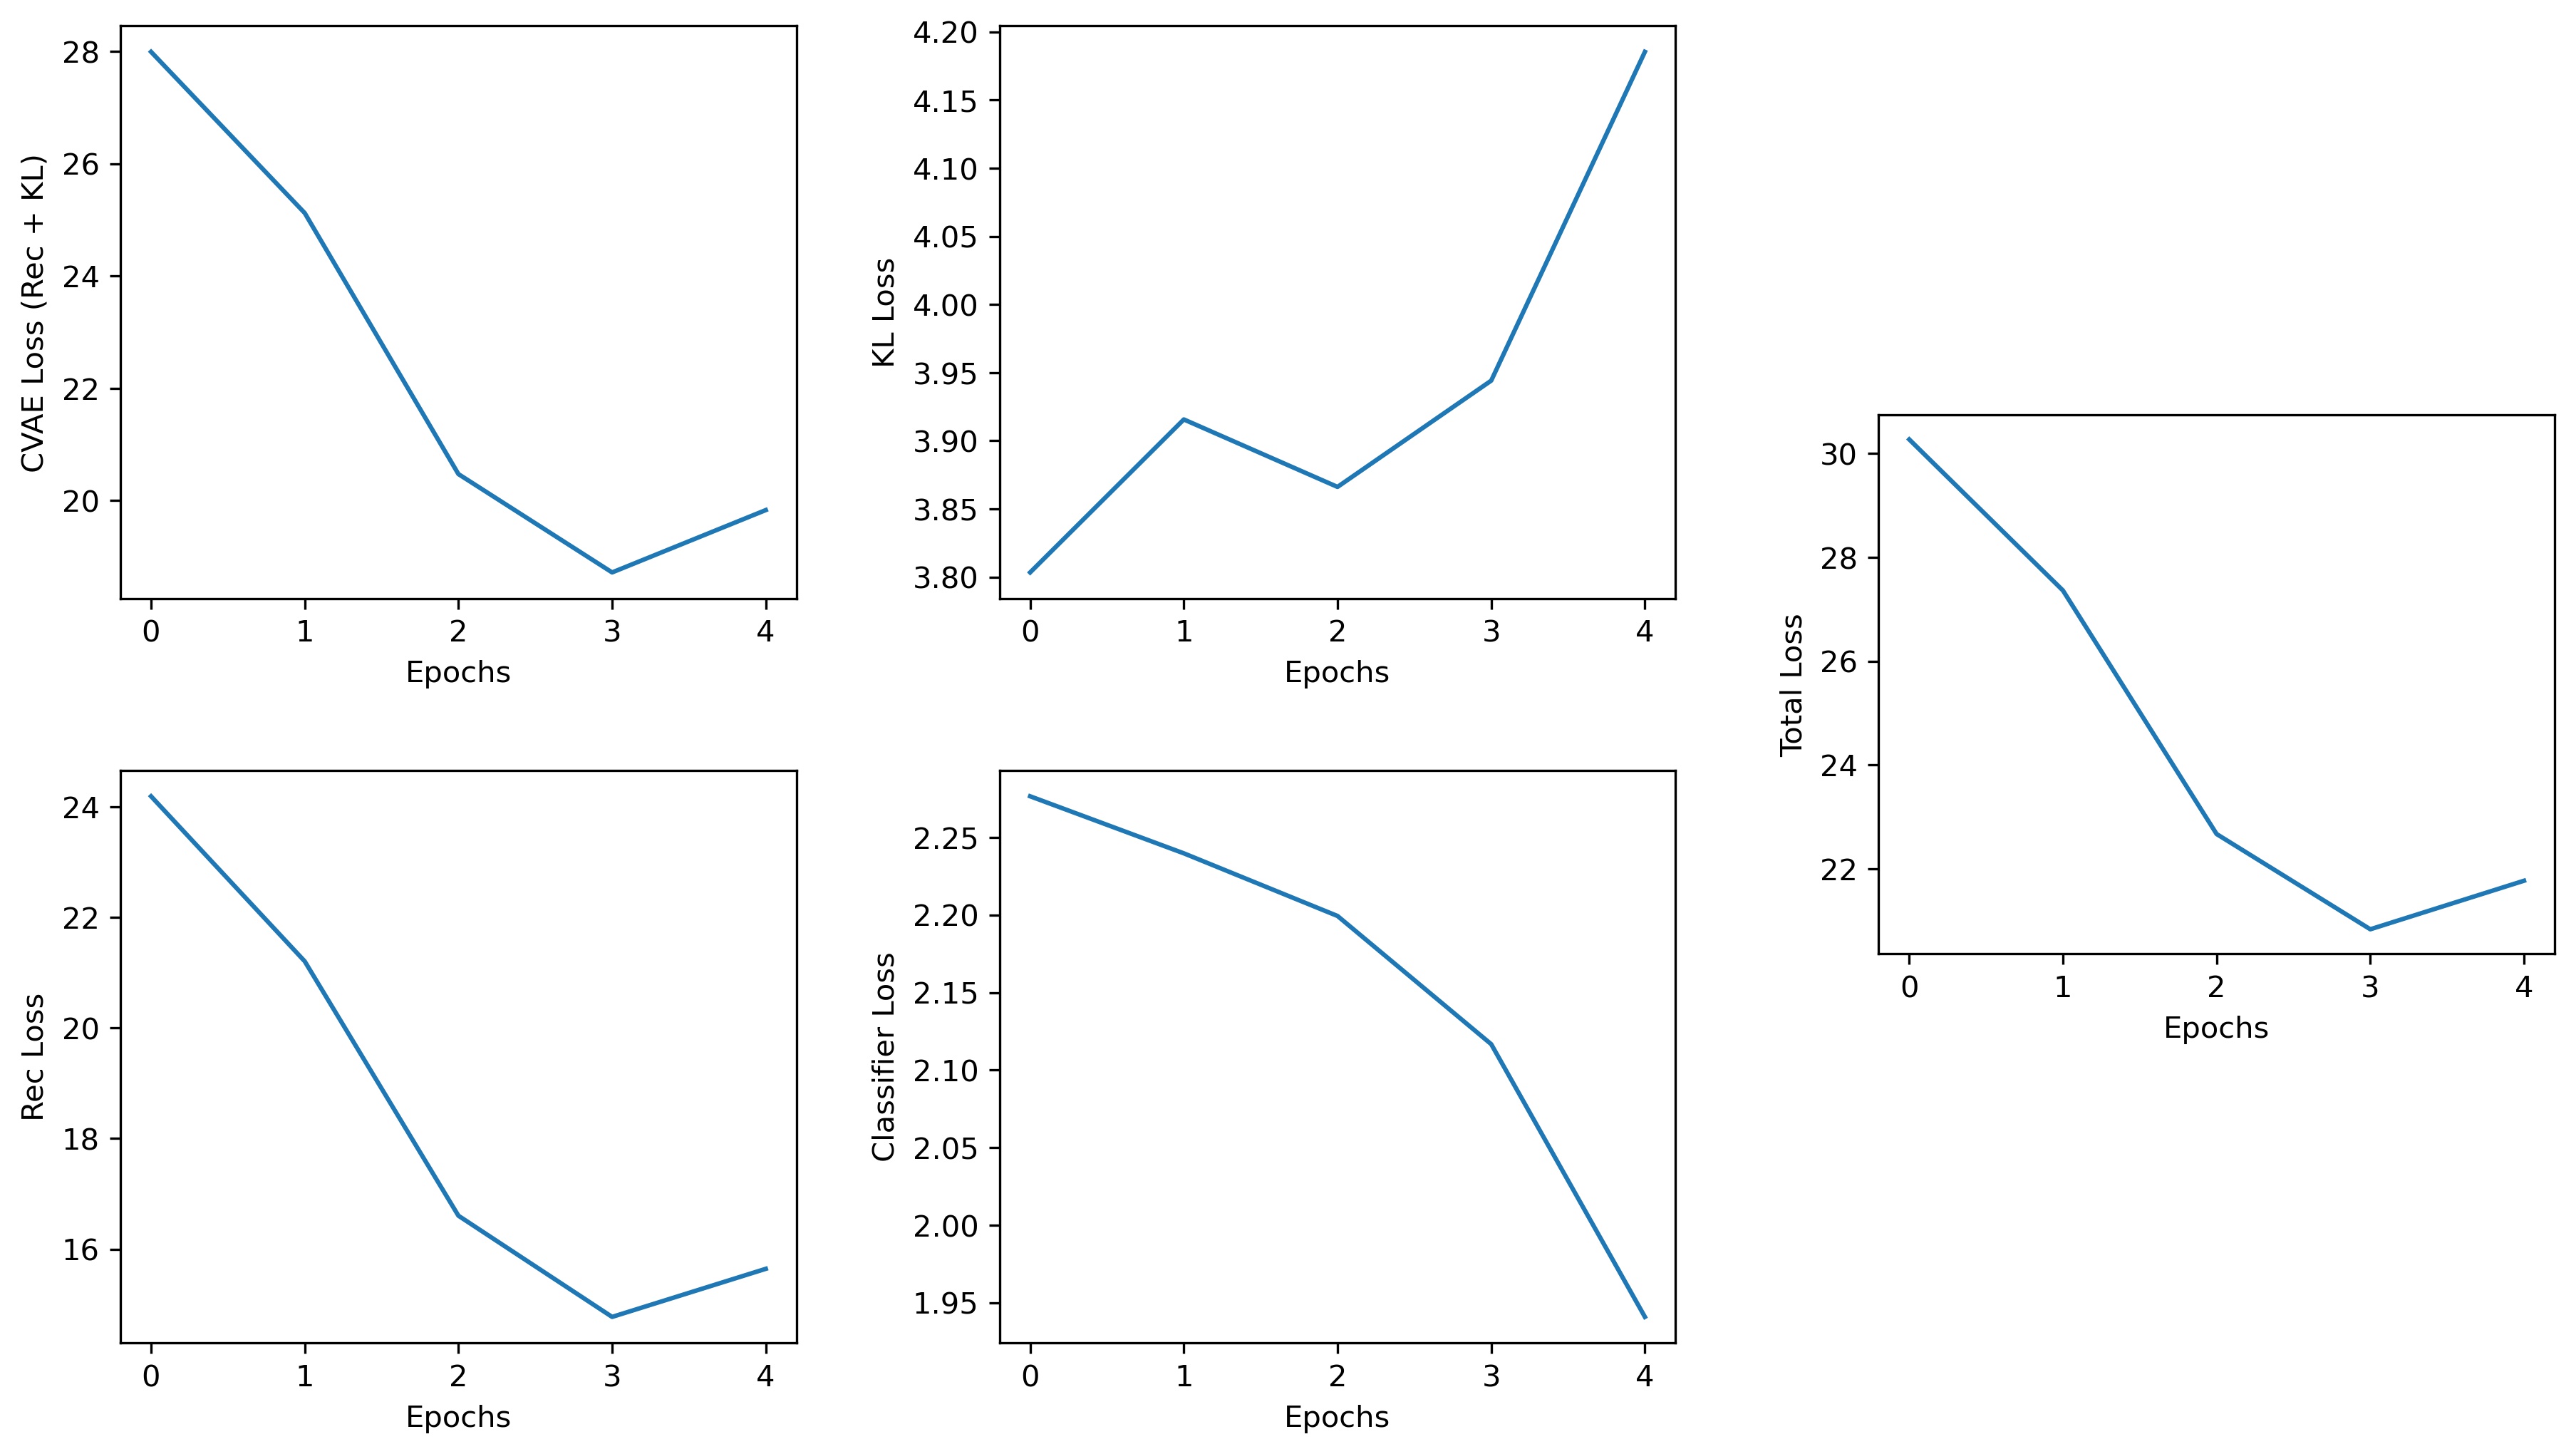 CVAE Loss (Rec + KL)
28
26
24
22
20
0 1 2 3 4
Epochs
KL Loss
4.20
4.15
4.10
4.05
4.00
3.95
3.90
3.85
3.80
0 1 2 3 4
Epochs
Rec Loss
24
22
20
18
16
0 1 2 3 4
Epochs
Classifier Loss
2.25
2.20
2.15
2.10
2.05
2.00
1.95
0 1 2 3 4
Epochs
Total Loss
30
28
26
24
22
0 1 2 3 4
Epochs